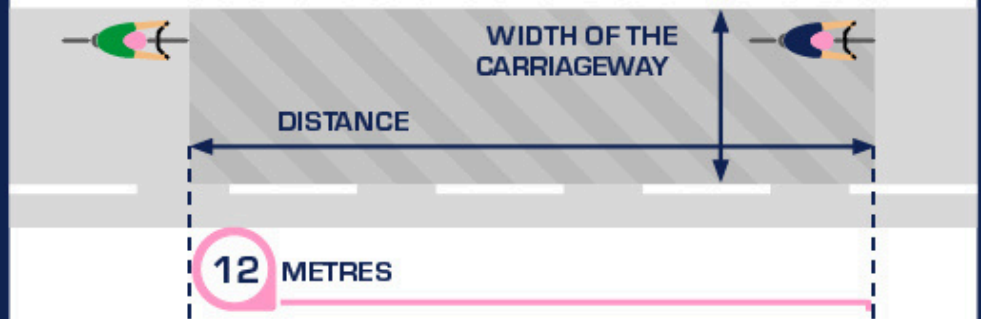 WIDTH OF THE
CARRIAGEWAY
DISTANCE
12 METRES